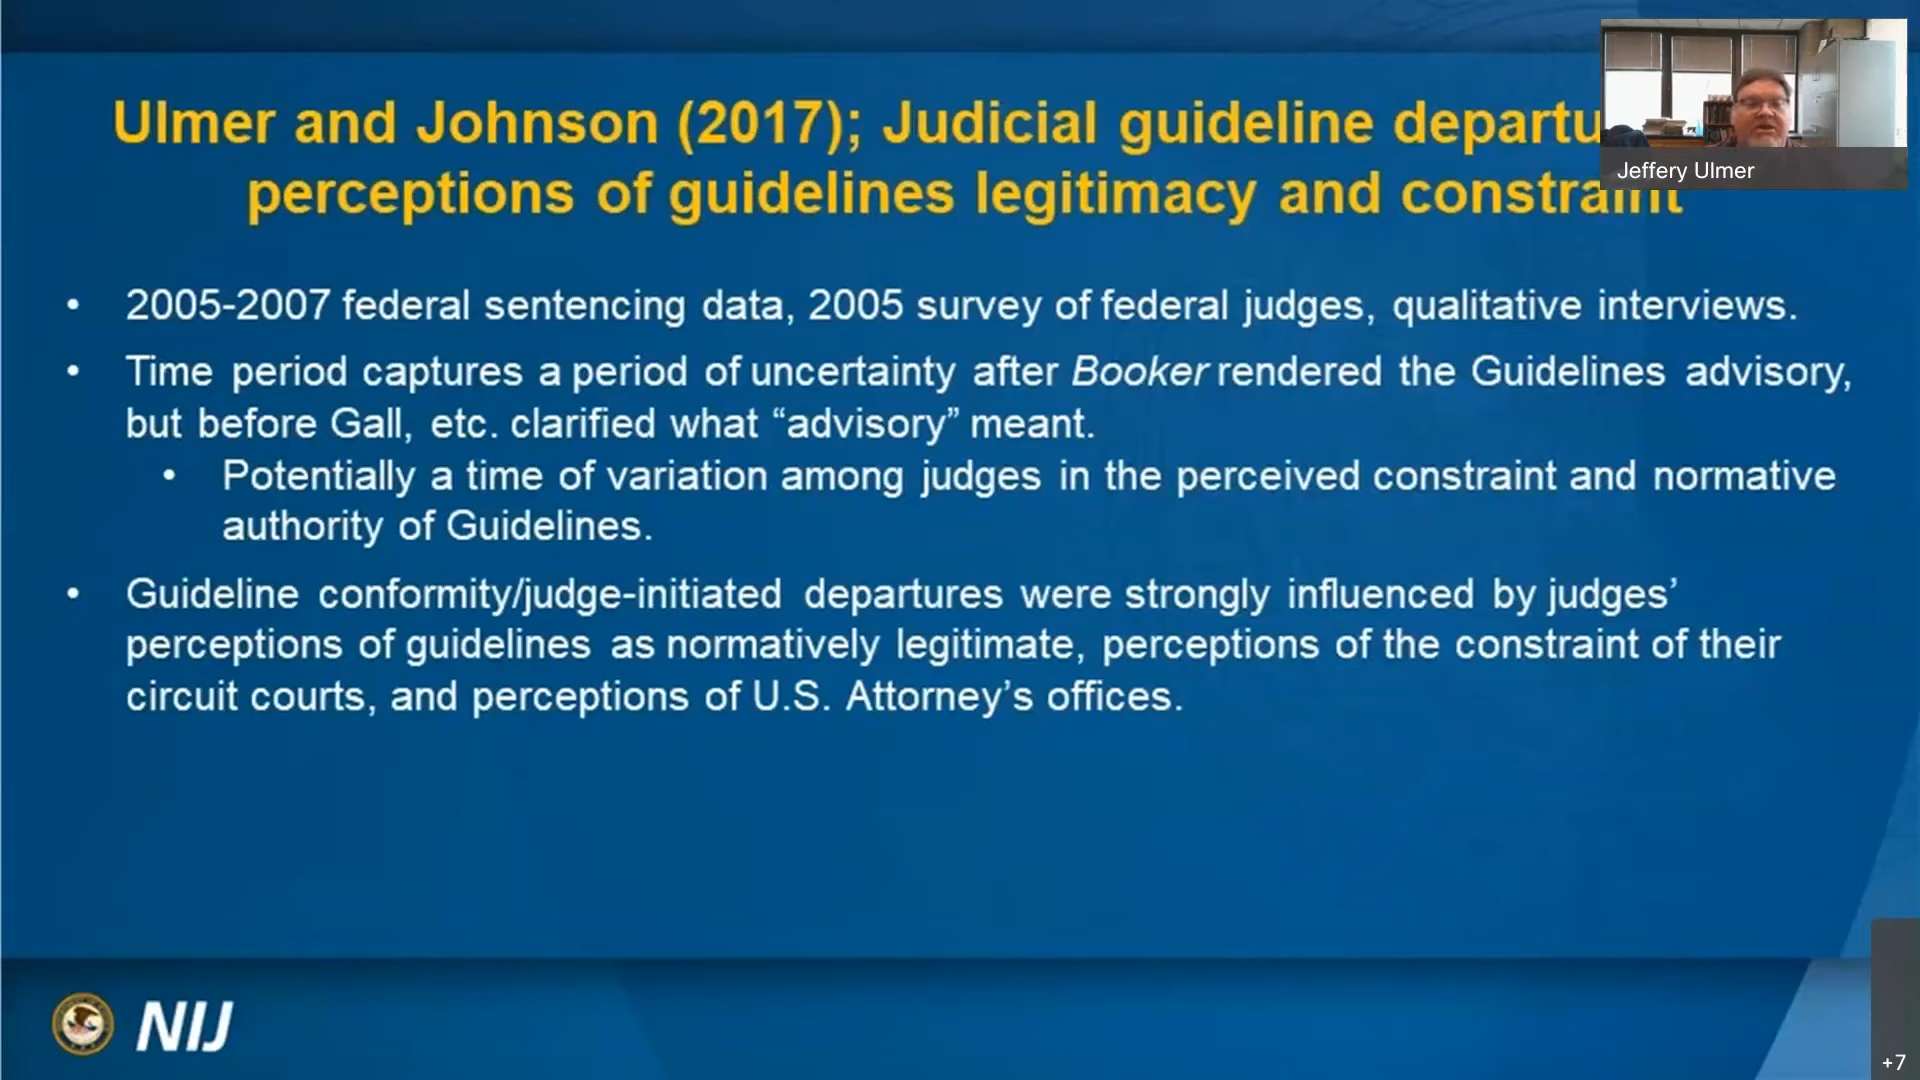 Ulmer and Johnson (2017); Judicial guideline departu
perceptions of guidelines legitimacy and constraint
Jeffery Ulmer
• 2005-2007 federal sentencing data, 2005 survey of federal judges, qualitative interviews.
• Time period captures a period of uncertainty after Booker rendered the Guidelines advisory,
but before Gall, etc. clarified what “advisory” meant.
• Potentially a time of variation among judges in the perceived constraint and normative
authority of Guidelines.
• Guideline conformity/judge-initiated departures were strongly influenced by judges’
perceptions of guidelines as normatively legitimate, perceptions of the constraint of their
circuit courts, and perceptions of U.S. Attorney’s offices.
NIJ
+7